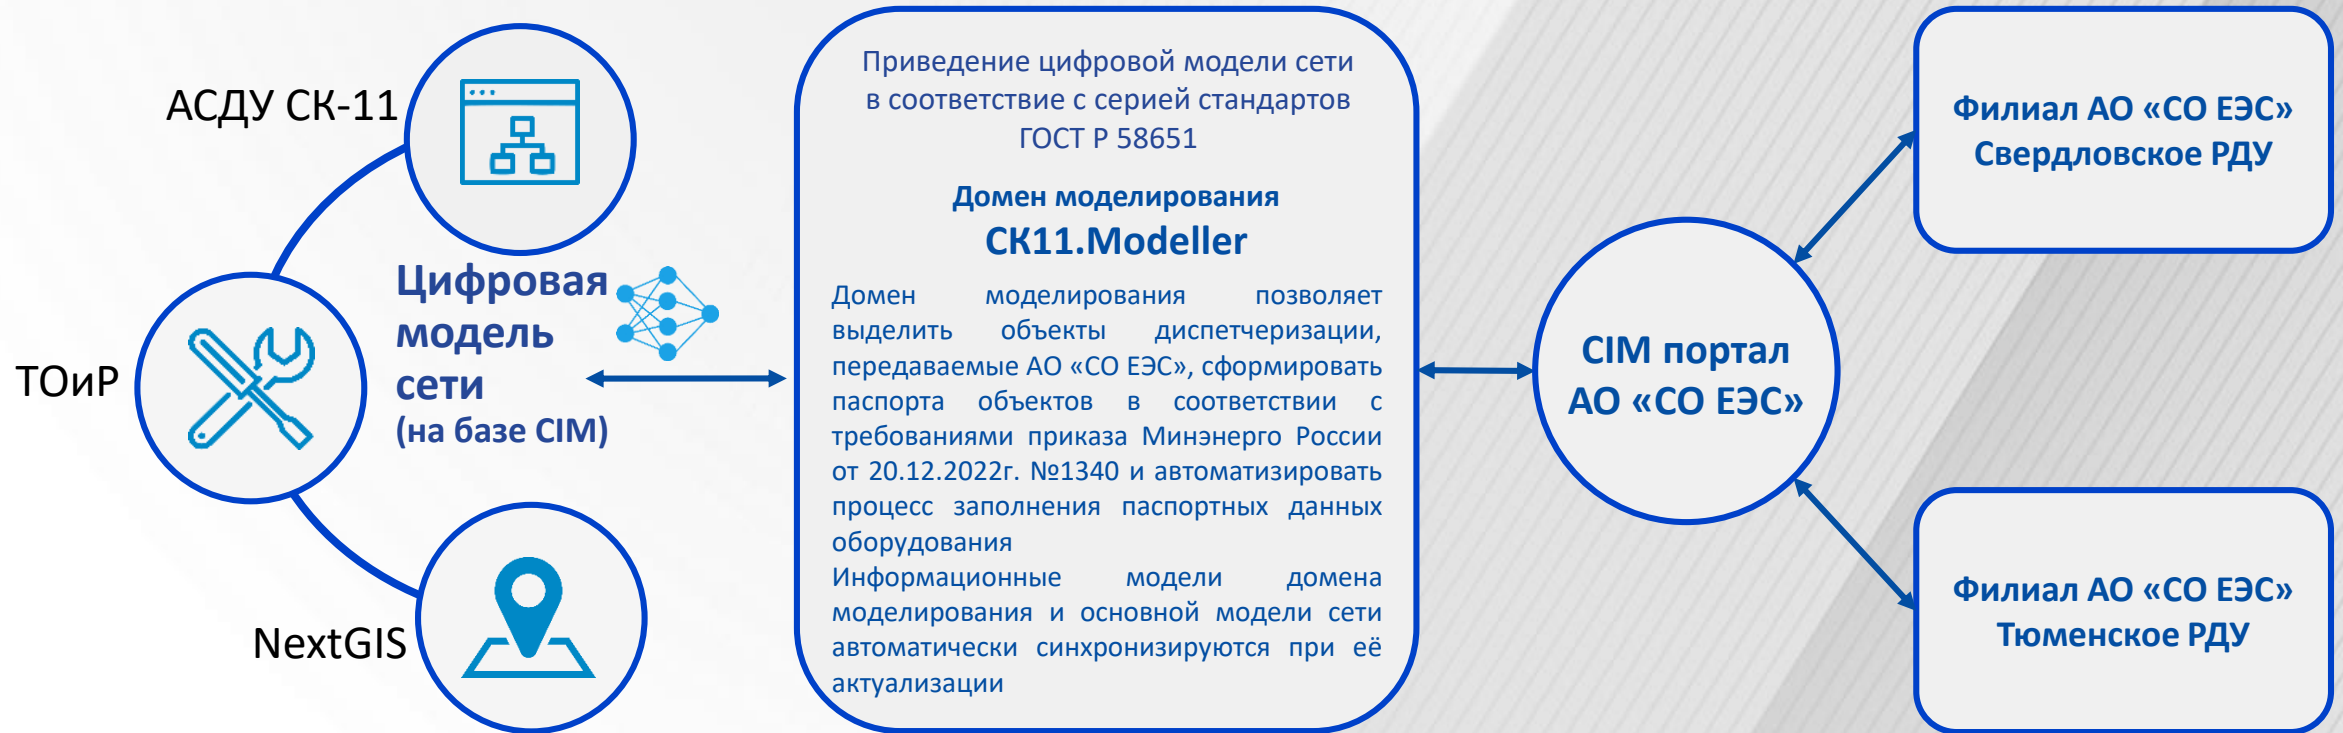 АСДУ СК-11
ТОиР
NextGIS
Цифровая
модель
сети
(на базе CIM)
Приведение цифровой модели сети
в соответствие с серией стандартов
ГОСТ Р 58651
Домен моделирования
СК11.Modeller
Домен моделирования позволяет
выделить объекты диспетчеризации,
передаваемые АО «СО ЕЭС», сформировать
паспорта объектов в соответствии с
требованиями приказа Минэнерго России
от 20.12.2022г. №1340 и автоматизировать
процесс заполнения паспортных данных
оборудования
Информационные модели домена
моделирования и основной модели сети
автоматически синхронизируются при её
актуализации
CIM портал
АО «СО ЕЭС»
Филиал АО «СО ЕЭС»
Свердловское РДУ
Филиал АО «СО ЕЭС»
Тюменское РДУ